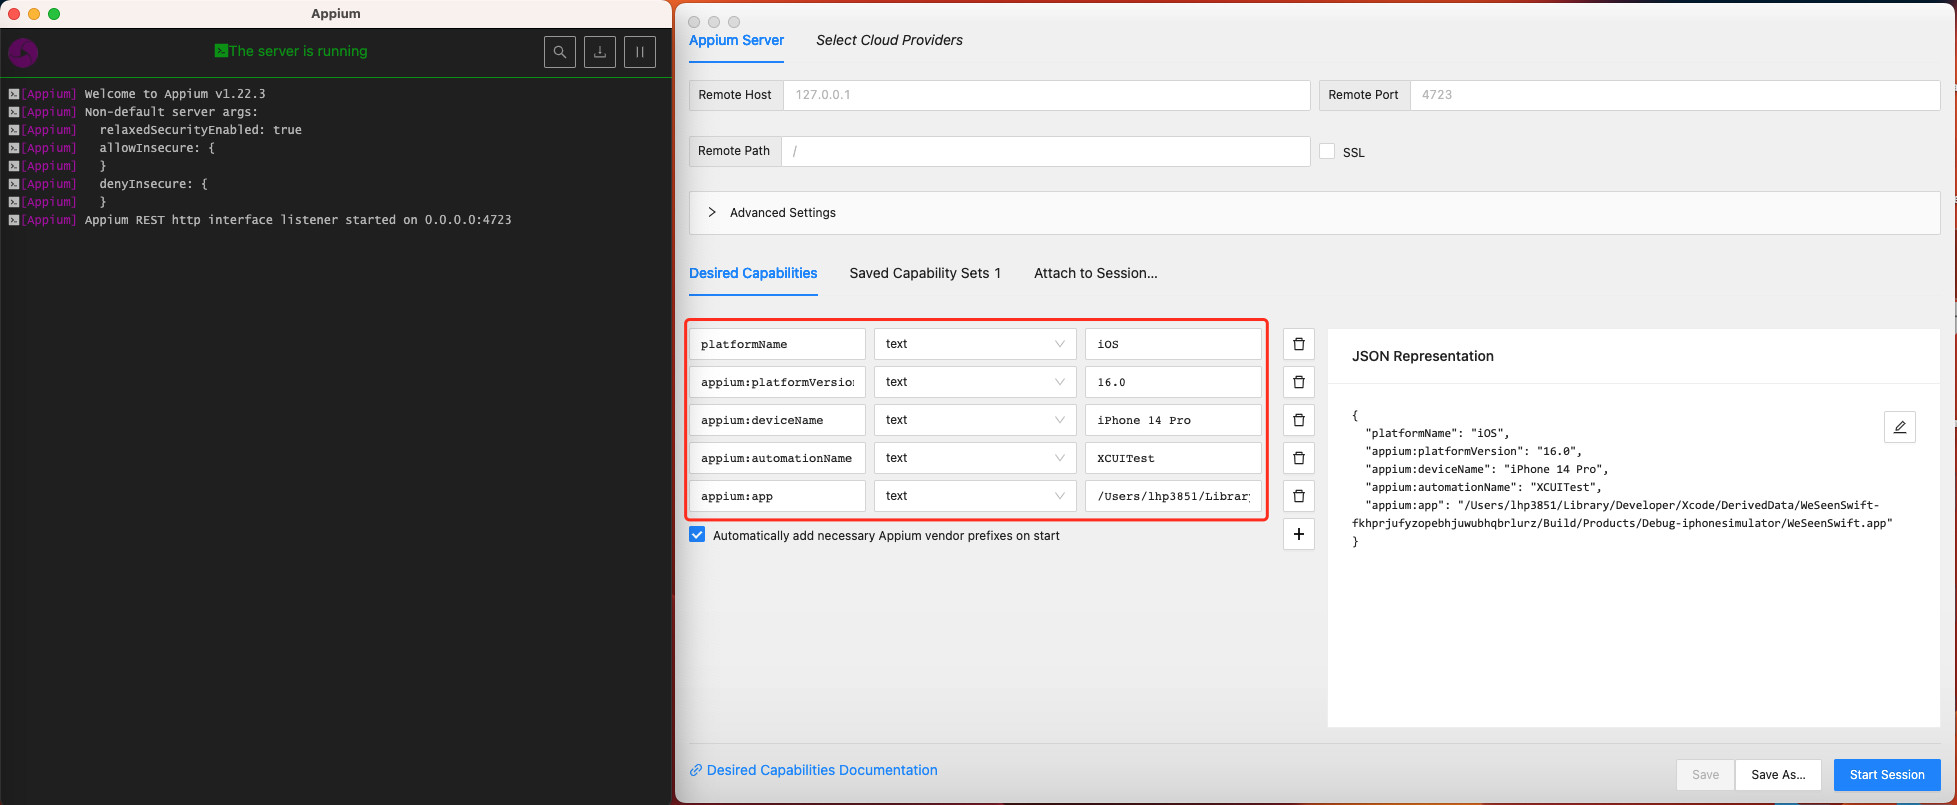 Appium
The server is running
[Appium] Welcome to Appium v1.22.3
[Appium] Non-default server args:
[Appium]   relaxedSecurityEnabled: true
[Appium]   allowInsecure: {
[Appium]   }
[Appium]   denyInsecure: {
[Appium]   }
[Appium] Appium REST http interface listener started on 0.0.0.0:4723
Appium Server Select Cloud Providers
Remote Host 127.0.0.1 Remote Port 4723
Remote Path / SSL
Advanced Settings
Desired Capabilities Saved Capability Sets 1 Attach to Session...
platformName text iOS
appium:platformVersion text 16.0
appium:deviceName text iPhone 14 Pro
appium:automationName text XCUITest
appium:app text /Users/lhp3851/Library
Automatically add necessary Appium vendor prefixes on start
JSON Representation
{
"platformName": "iOS",
"appium:platformVersion": "16.0",
"appium:deviceName": "iPhone 14 Pro",
"appium:automationName": "XCUITest",
"appium:app": "/Users/lhp3851/Library/Developer/Xcode/DerivedData/WeSeenSwift-
fkhprjufyzopebhjuwubhqbrlurz/Build/Products/Debug-iphonesimulator/WeSeenSwift.app"
}
Desired Capabilities Documentation
Save Save As... Start Session